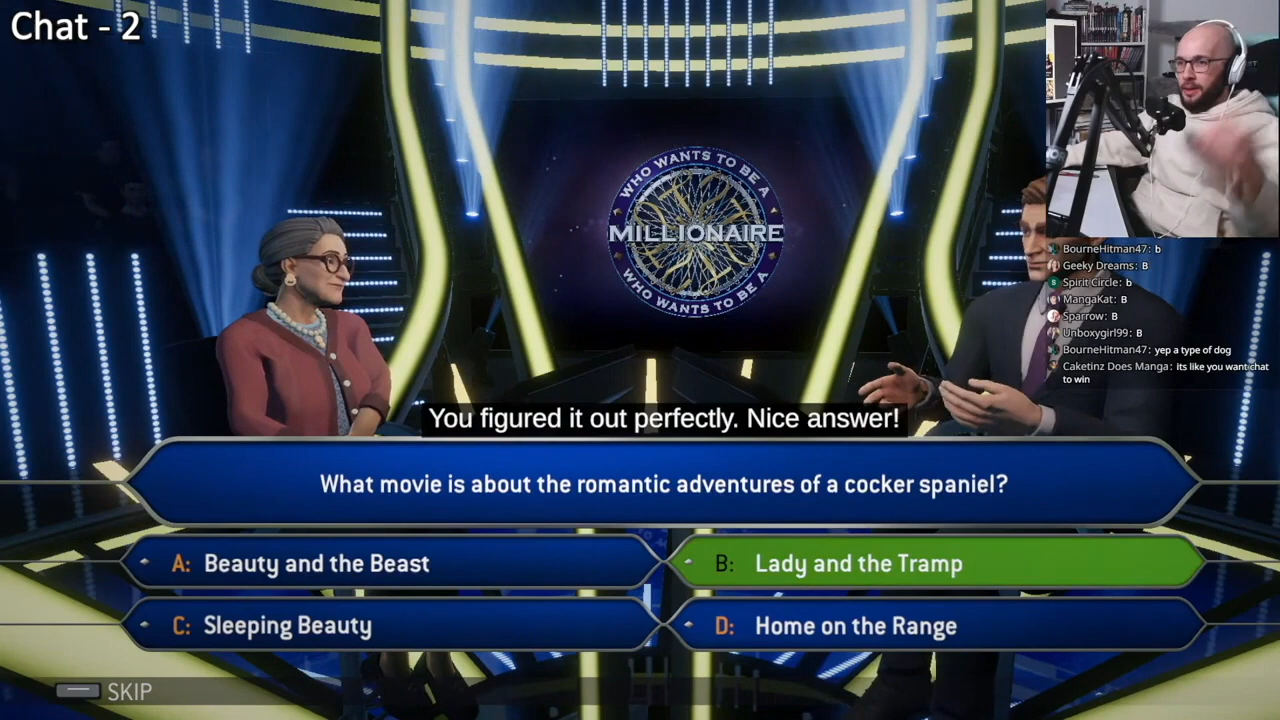 Chat - 2
WHO WANTS TO BE A
MILLIONAIRE
WHO WANTS TO BE A
BourneHitman47: b
Geeky Dreams: B
Spirit Circle: b
MangaKat: B
Sparrow: B
Unboxygirl99: B
BourneHitman47: yep a type of dog
Caketinz Does Manga: its like you want chat
to win
You figured it out perfectly. Nice answer!
What movie is about the romantic adventures of a cocker spaniel?
A: Beauty and the Beast
B: Lady and the Tramp
C: Sleeping Beauty
D: Home on the Range
SKIP